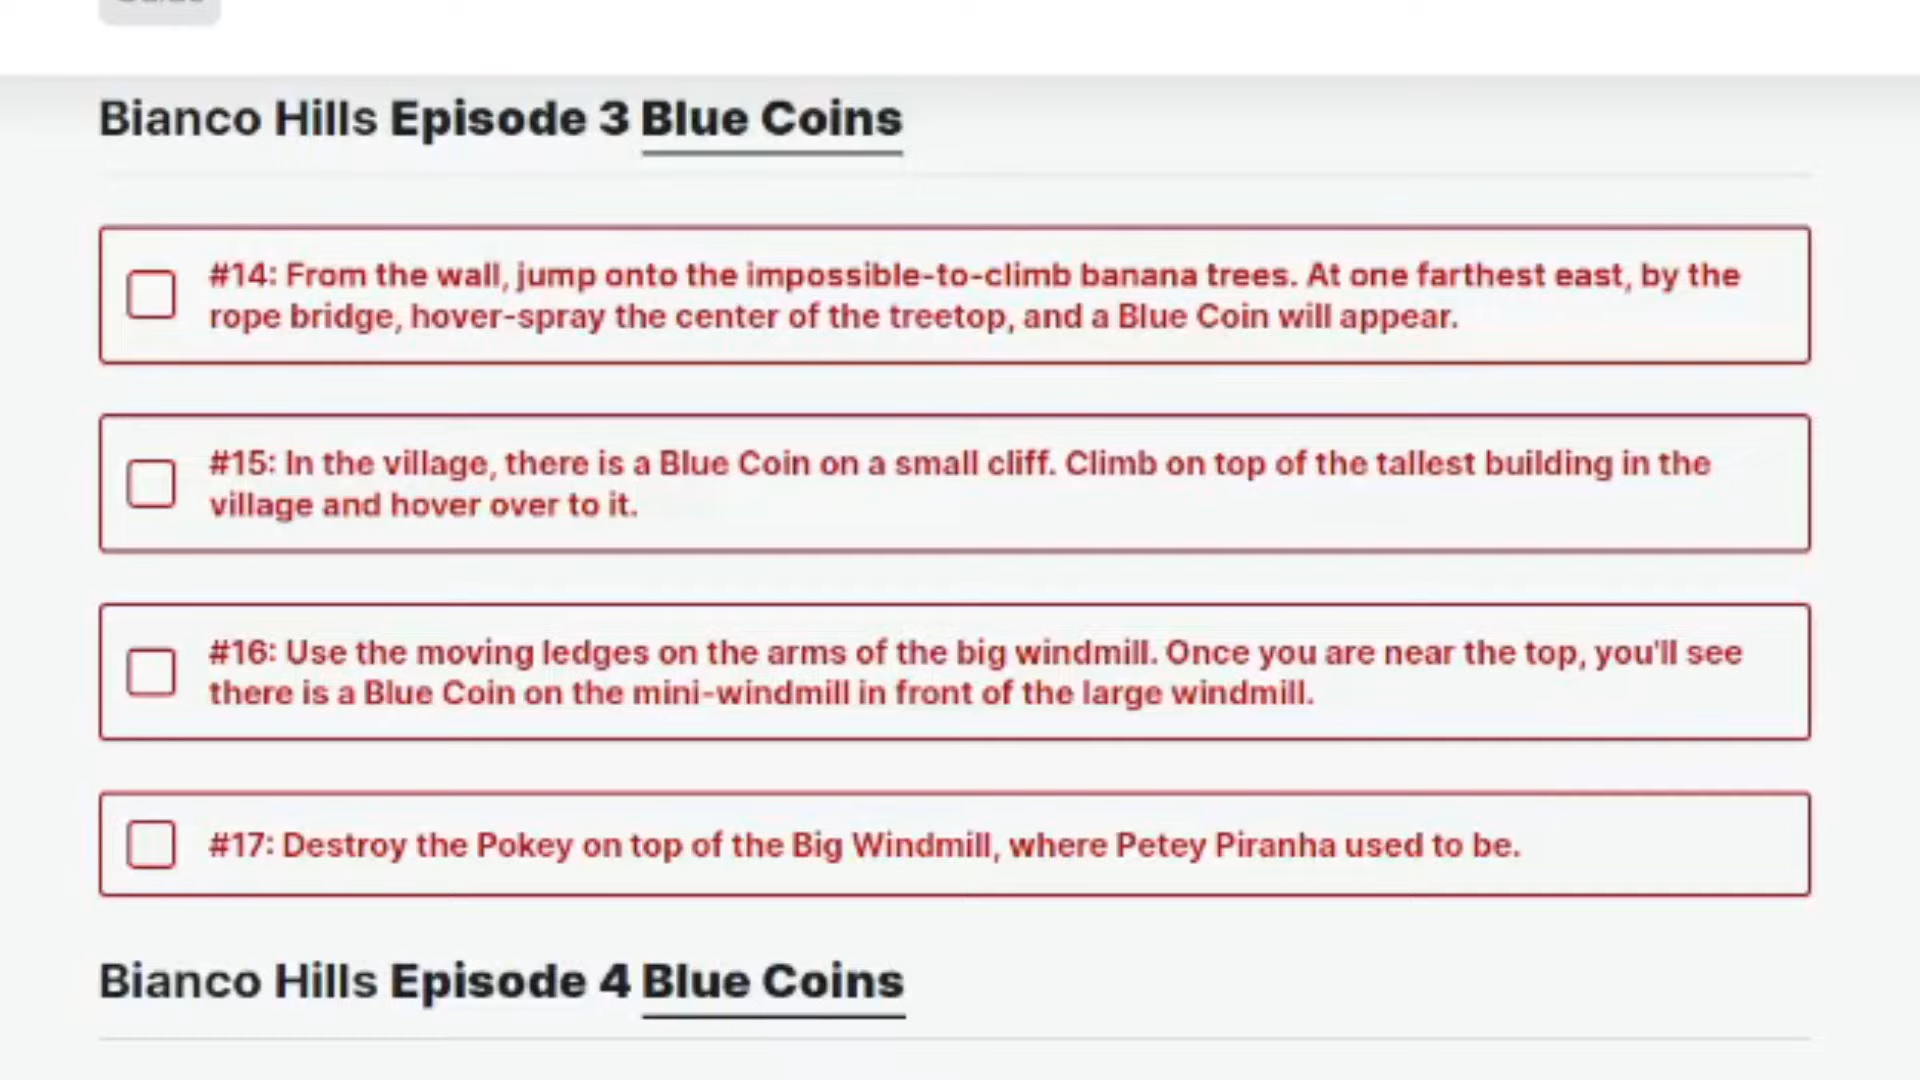 Bianco Hills Episode 3 Blue Coins
#14: From the wall, jump onto the impossible-to-climb banana trees. At one farthest east, by the
rope bridge, hover-spray the center of the treetop, and a Blue Coin will appear.
#15: In the village, there is a Blue Coin on a small cliff. Climb on top of the tallest building in the
village and hover over to it.
#16: Use the moving ledges on the arms of the big windmill. Once you are near the top, you'll see
there is a Blue Coin on the mini-windmill in front of the large windmill.
#17: Destroy the Pokey on top of the Big Windmill, where Petey Piranha used to be.
Bianco Hills Episode 4 Blue Coins